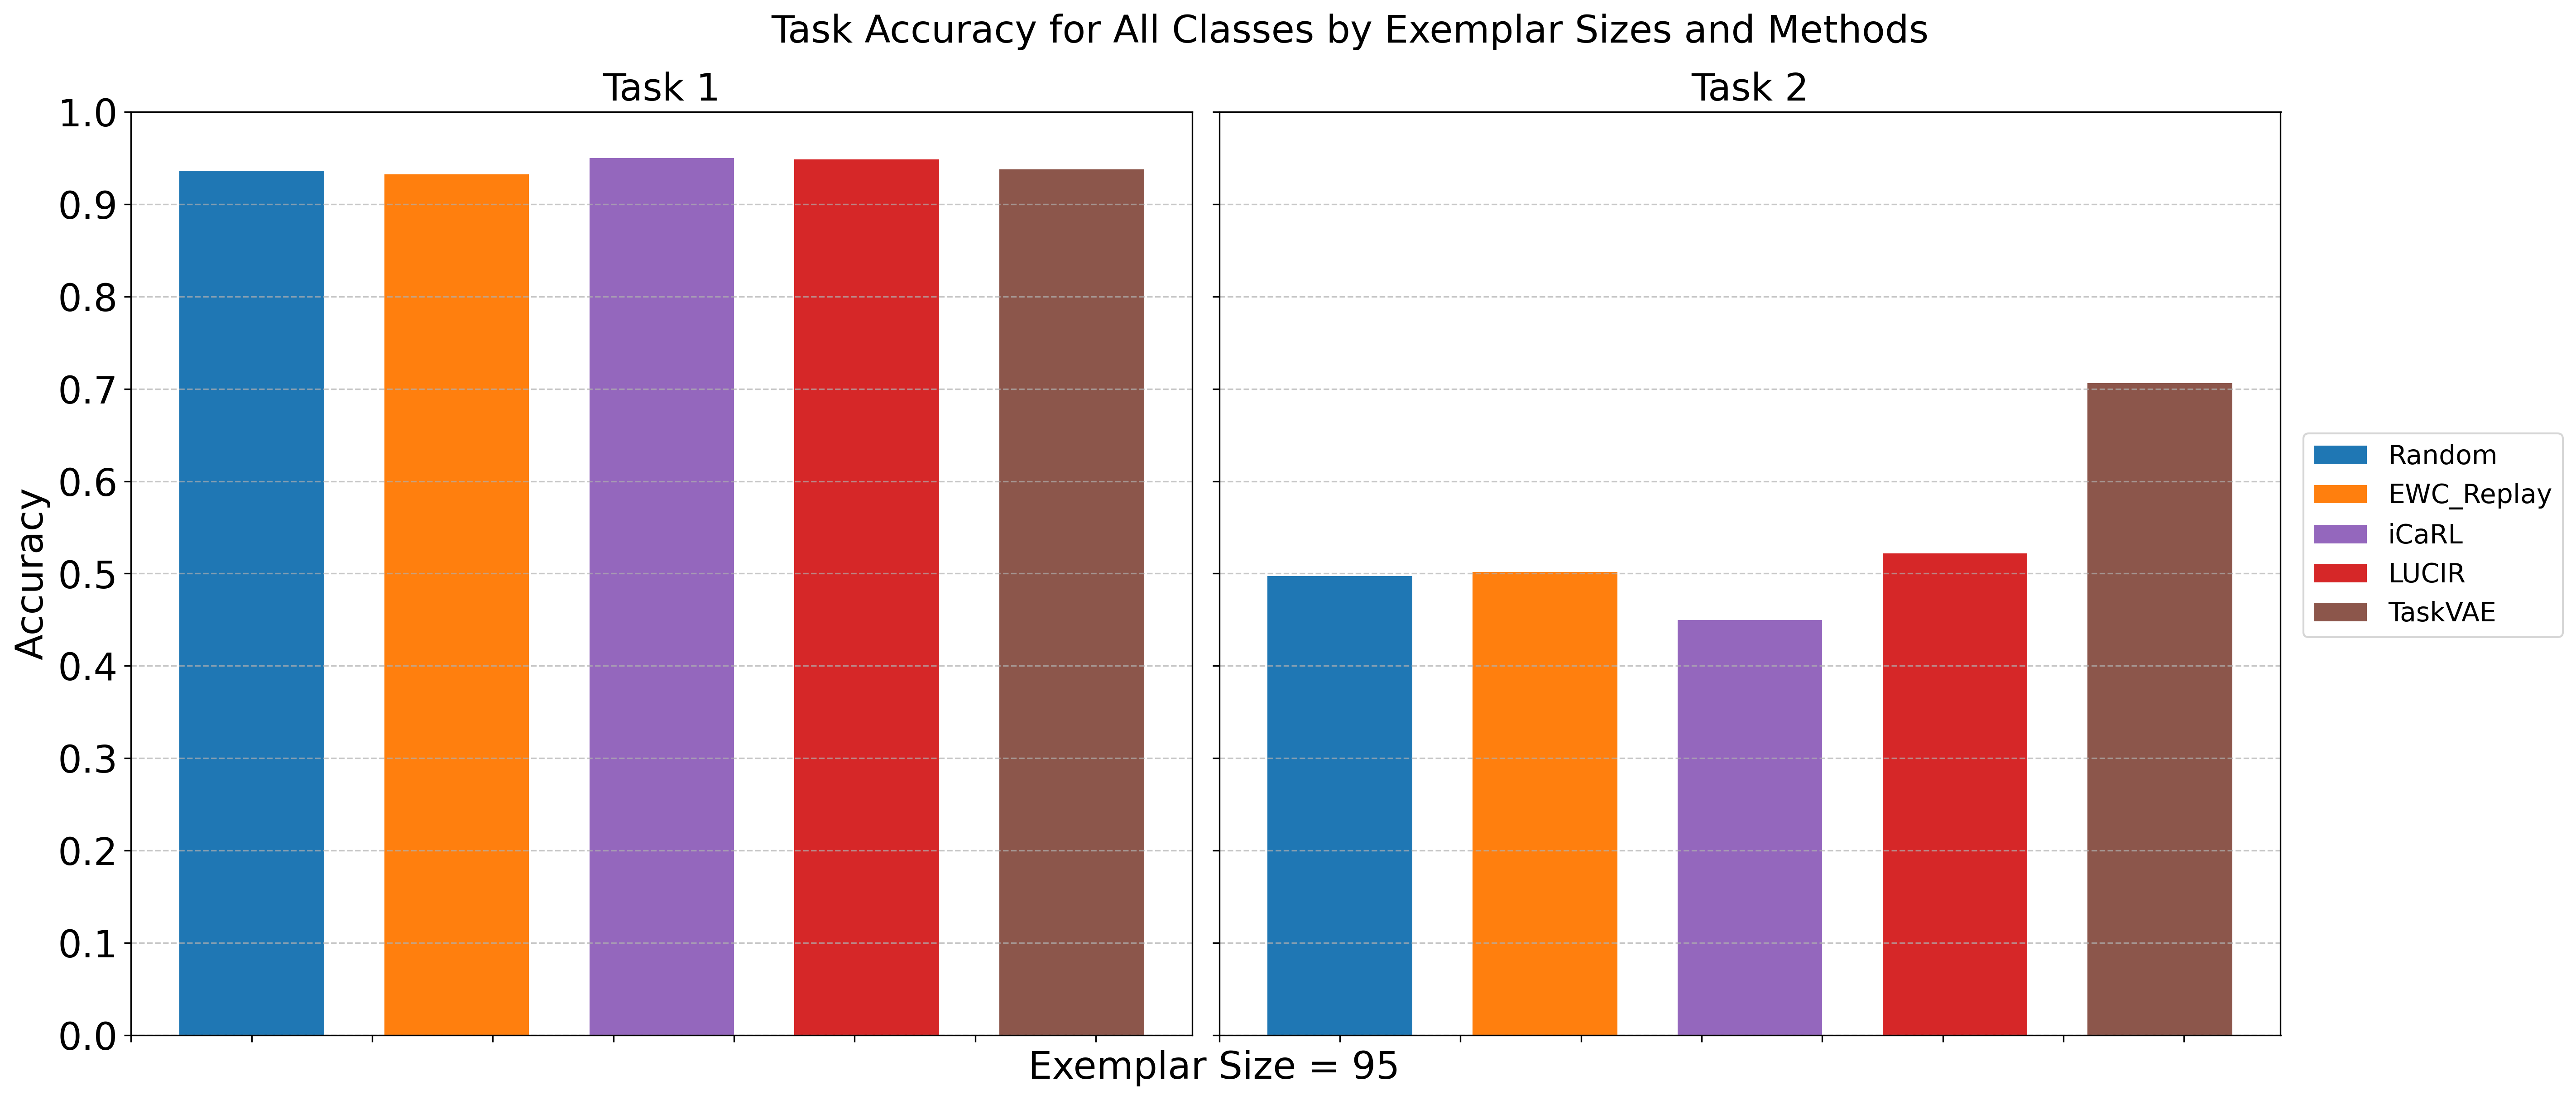 Task Accuracy for All Classes by Exemplar Sizes and Methods
Task 1
Task 2
Accuracy
1.0
0.9
0.8
0.7
0.6
0.5
0.4
0.3
0.2
0.1
0.0
Exemplar Size = 95
Random
EWC_Replay
iCaRL
LUCIR
TaskVAE